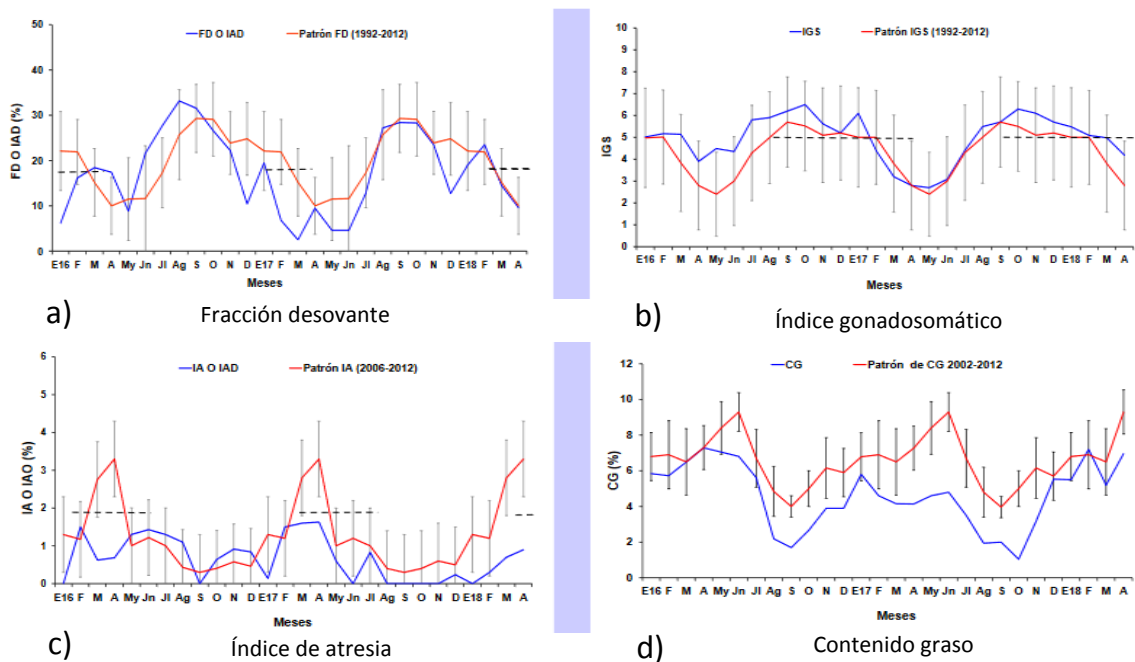 FD O IAD
Patrón FD (1992-2012)
FD O IAD (%)
50
40
30
20
10
0
E16 F M A My Jn Jl Ag S O N D E17 F M A My Jn Jl Ag S O N D E18 F M A
Meses
a)
Fracción desovante
IGS
Patrón IGS (1992-2012)
IGS
10
9
8
7
6
5
4
3
2
1
0
E16 F M A My Jn Jl Ag S O N D E17 F M A My Jn Jl Ag S O N D E18 F M A
Meses
b)
Índice gonadosomático
IA O IAD
Patrón IA (2006-2012)
IA O IAO (%)
6
5
4
3
2
1
0
E16 F M A My Jn Jl Ag S O N D E17 F M A My Jn Jl Ag S O N D E18 F M A
Meses
c)
Índice de atresia
CG
Patrón de CG 2002-2012
CG (%)
12
10
8
6
4
2
0
E16 F M A My Jn Jl Ag S O N D E17 F M A My Jn Jl Ag S O N D E18 F M A
Meses
d)
Contenido graso